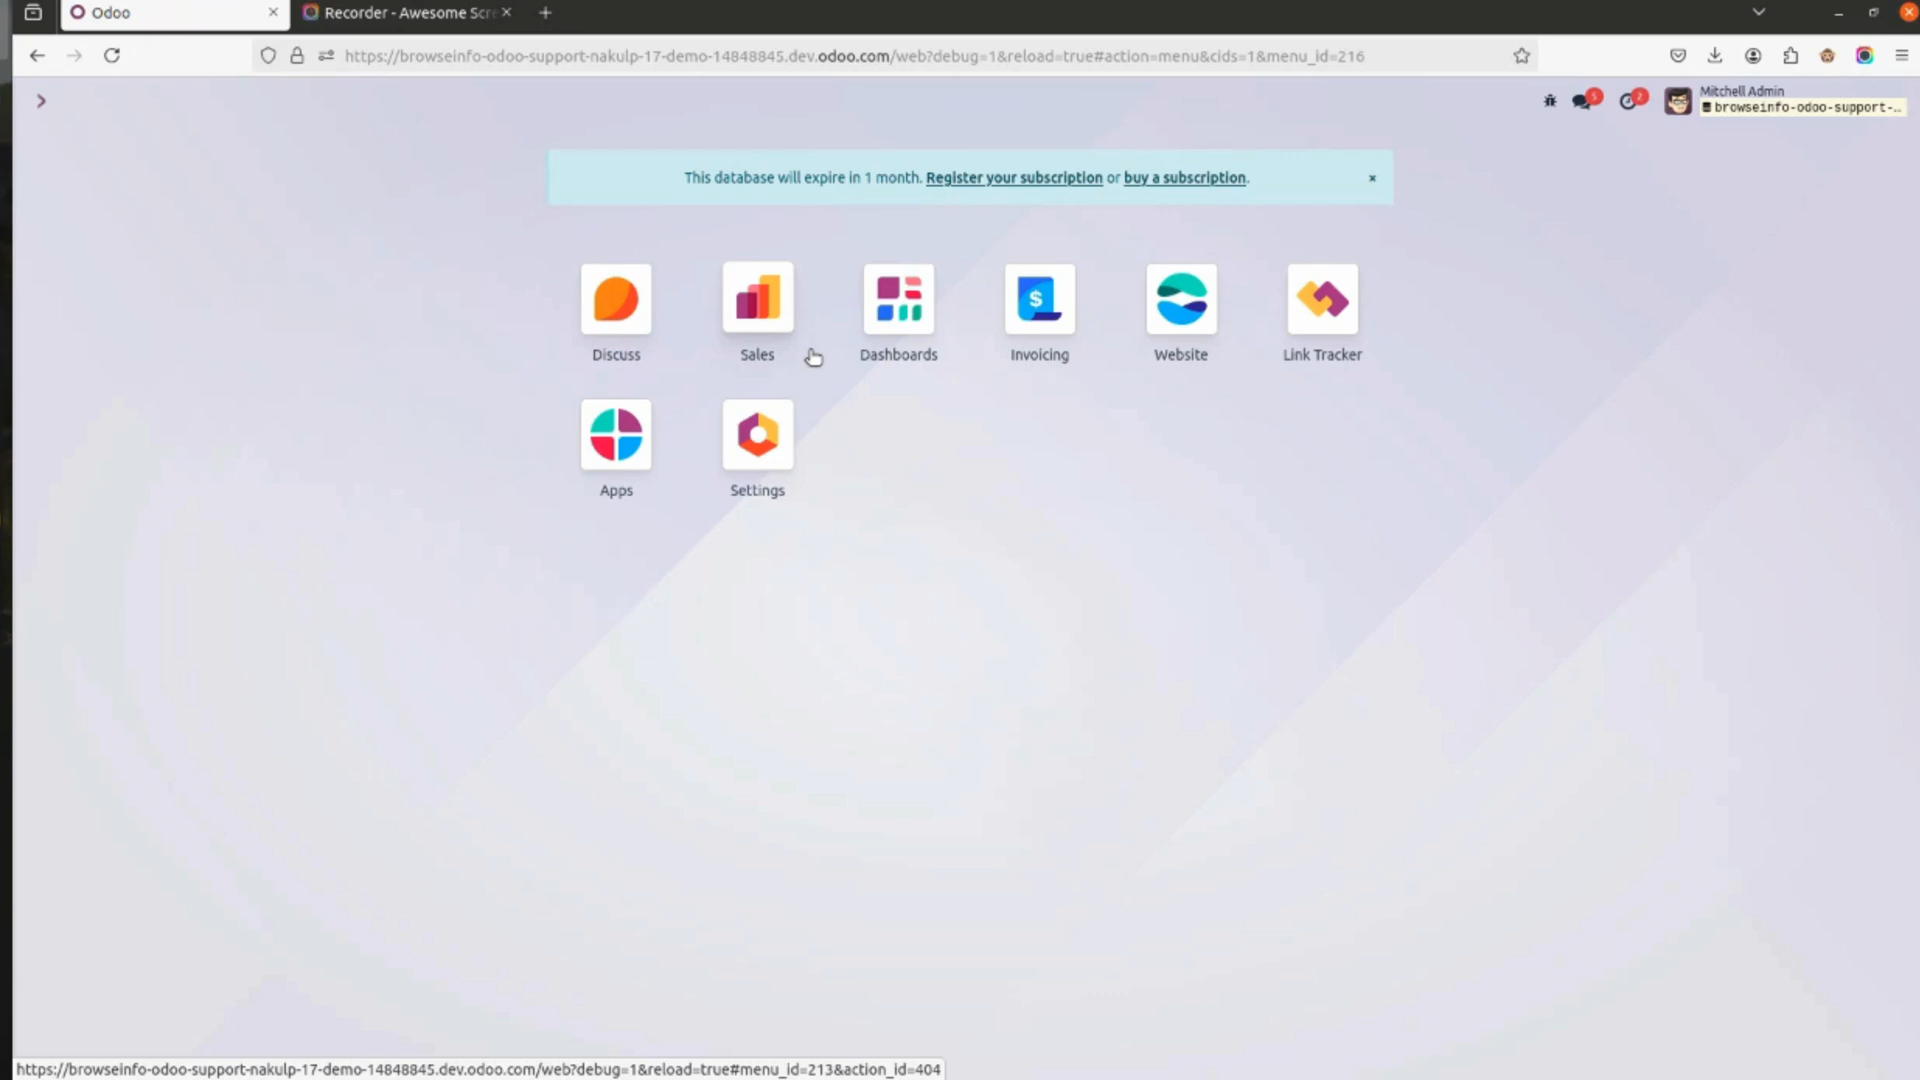 Odoo
Recorder - Awesome Scre
https://browseinfo-odoo-support-nakulp-17-demo-14848845.dev.odoo.com/web?debug=1&reload=true#action=menu&cids=1&menu_id=216
5
2
Mitchell Admin
browseinfo-odoo-support-...
This database will expire in 1 month. Register your subscription or buy a subscription.
Discuss
Sales
Dashboards
Invoicing
Website
Link Tracker
Apps
Settings
https://browseinfo-odoo-support-nakulp-17-demo-14848845.dev.odoo.com/web?debug=1&reload=true#menu_id=213&action_id=404